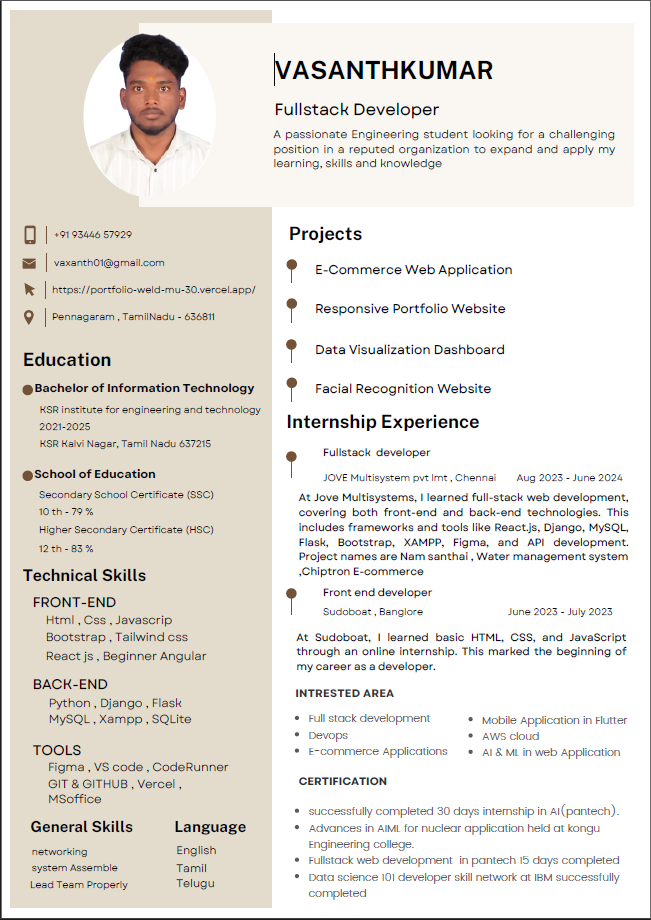 VASANTHKUMAR
Fullstack Developer
A passionate Engineering student looking for a challenging
position in a reputed organization to expand and apply my
learning, skills and knowledge
+91 93446 57929
vaxanth01@gmail.com
https://portfolio-weld-mu-30.vercel.app/
Pennagaram , TamilNadu - 636811
Education
Bachelor of Information Technology
KSR institute for engineering and technology
2021-2025
KSR Kalvi Nagar, Tamil Nadu 637215
School of Education
Secondary School Certificate (SSC)
10 th - 79 %
Higher Secondary Certificate (HSC)
12 th - 83 %
Technical Skills
FRONT-END
Html , Css , Javascrip
Bootstrap , Tailwind css
React js , Beginner Angular
BACK-END
Python , Django , Flask
MySQL , Xampp , SQLite
TOOLS
Figma , VS code , CodeRunner
GIT & GITHUB , Vercel ,
MSoffice
General Skills
networking
system Assemble
Lead Team Properly
Language
English
Tamil
Telugu
Projects
E-Commerce Web Application
Responsive Portfolio Website
Data Visualization Dashboard
Facial Recognition Website
Internship Experience
Fullstack developer
JOVE Multisystem pvt lmt , Chennai Aug 2023 - June 2024
At Jove Multisystems, I learned full-stack web development,
covering both front-end and back-end technologies. This
includes frameworks and tools like React.js, Django, MySQL,
Flask, Bootstrap, XAMPP, Figma, and API development.
Project names are Nam santhai , Water management system
,Chiptron E-commerce
Front end developer
Sudoboat , Banglore June 2023 - July 2023
At Sudoboat, I learned basic HTML, CSS, and JavaScript
through an online internship. This marked the beginning of
my career as a developer.
INTRESTED AREA
• Full stack development
• Devops
• E-commerce Applications
• Mobile Application in Flutter
• AWS cloud
• AI & ML in web Application
CERTIFICATION
• successfully completed 30 days internship in AI(pantech).
• Advances in AIML for nuclear application held at kongu
Engineering college.
• Fullstack web development in pantech 15 days completed
• Data science 101 developer skill network at IBM successfully
completed